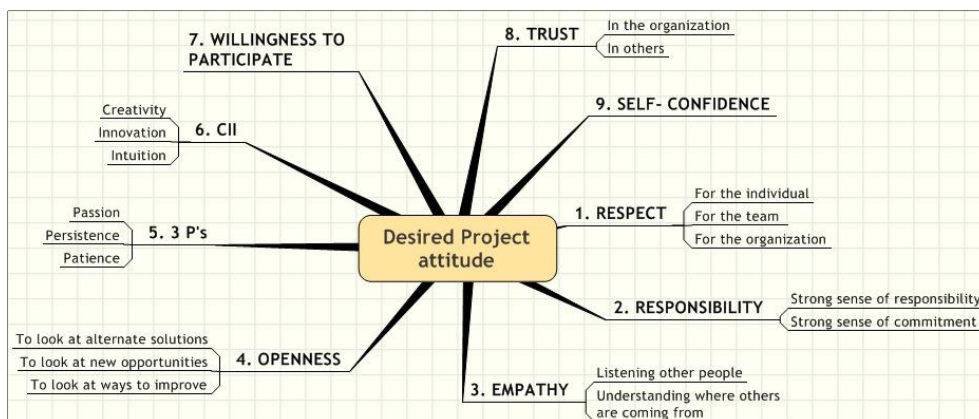 Desired Project
attitude
1. RESPECT
For the individual
For the team
For the organization
2. RESPONSIBILITY
Strong sense of responsibility
Strong sense of commitment
3. EMPATHY
Listening other people
Understanding where others
are coming from
4. OPENNESS
To look at alternate solutions
To look at new opportunities
To look at ways to improve
5. 3 P's
Passion
Persistence
Patience
6. CII
Creativity
Innovation
Intuition
7. WILLINGNESS TO
PARTICIPATE
8. TRUST
In the organization
In others
9. SELF- CONFIDENCE